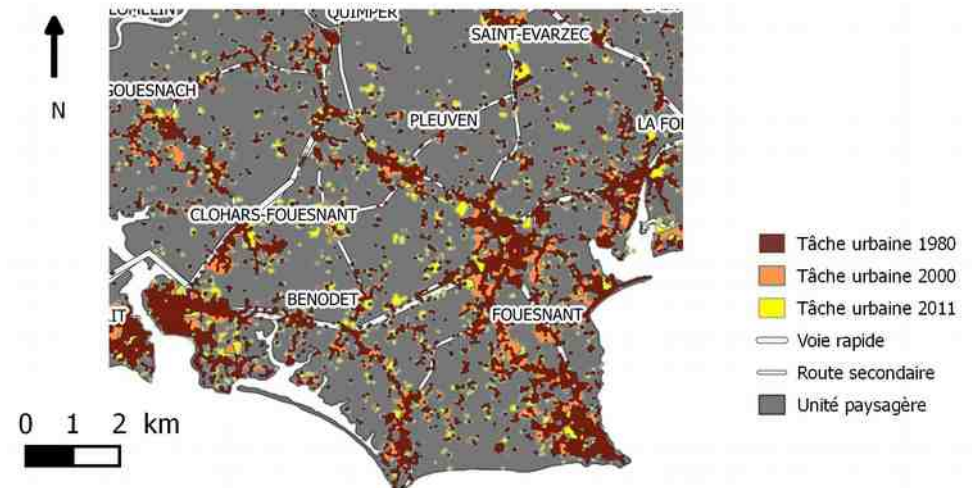 QUIMPER
SAINT-EVARZEC
GOUESNACH
N
PLEUVEN
CLOHARS-FOUESNANT
BENODET
FOUESNANT
Tâche urbaine 1980
Tâche urbaine 2000
Tâche urbaine 2011
Voie rapide
Route secondaire
Unité paysagère
0 1 2 km